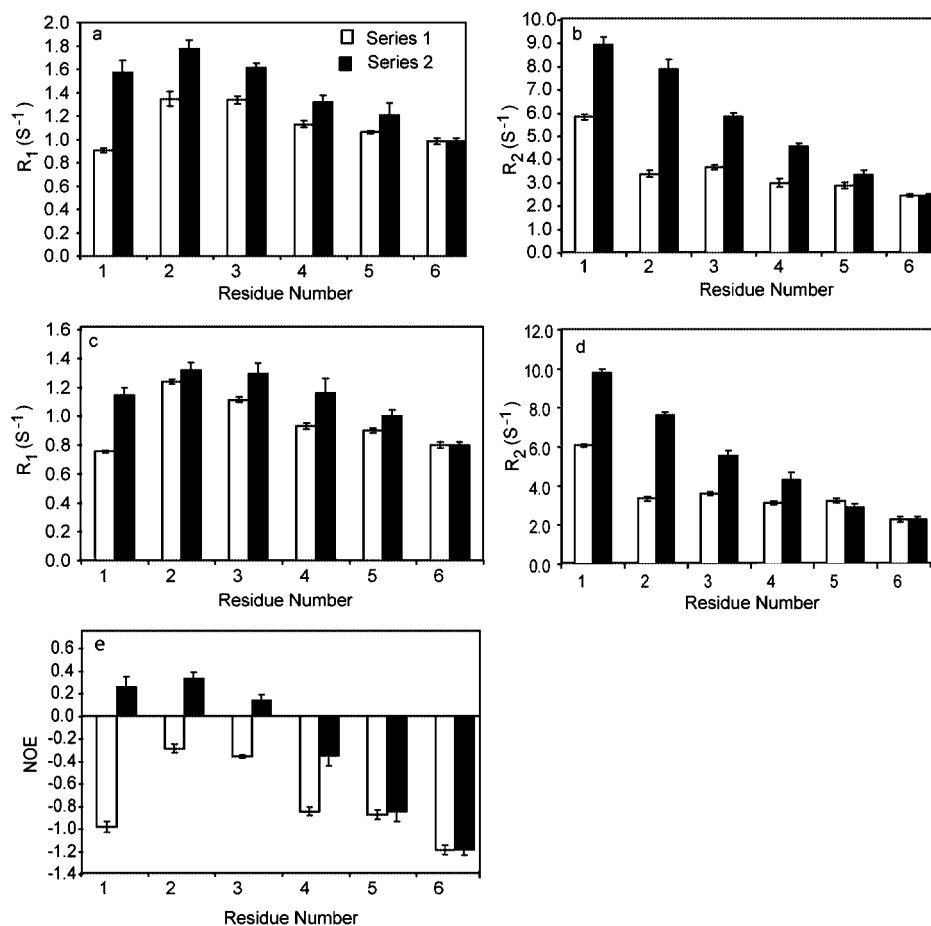 a
Series 1
Series 2
R1 (S-1)
2.0
1.8
1.6
1.4
1.2
1.0
0.8
0.6
0.4
0.2
0.0
1 2 3 4 5 6
Residue Number
b
R2 (S-1)
9.0
8.0
7.0
6.0
5.0
4.0
3.0
2.0
1.0
0.0
1 2 3 4 5 6
Residue Number
c
R1 (S-1)
1.6
1.4
1.2
1.0
0.8
0.6
0.4
0.2
0.0
1 2 3 4 5 6
Residue Number
d
R2 (S-1)
12.0
10.0
8.0
6.0
4.0
2.0
0.0
1 2 3 4 5 6
Residue Number
e
NOE
0.6
0.4
0.2
0.0
-0.2
-0.4
-0.6
-0.8
-1.0
-1.2
-1.4
1 2 3 4 5 6
Residue Number